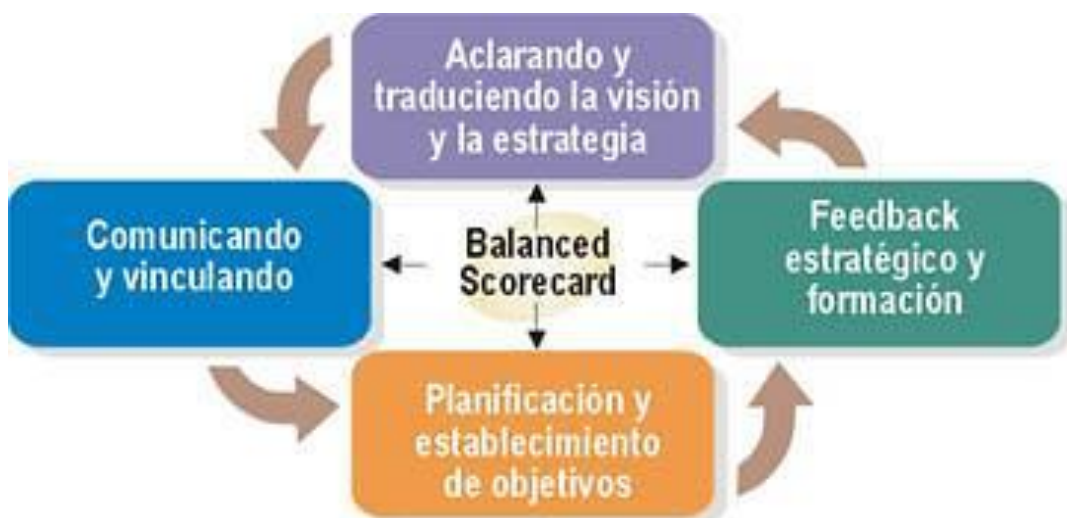 Aclarando y
traduciendo la visión
y la estrategia
Comunicando
y vinculando
Balanced
Scorecard
Feedback
estratégico y
formación
Planificación y
establecimiento
de objetivos